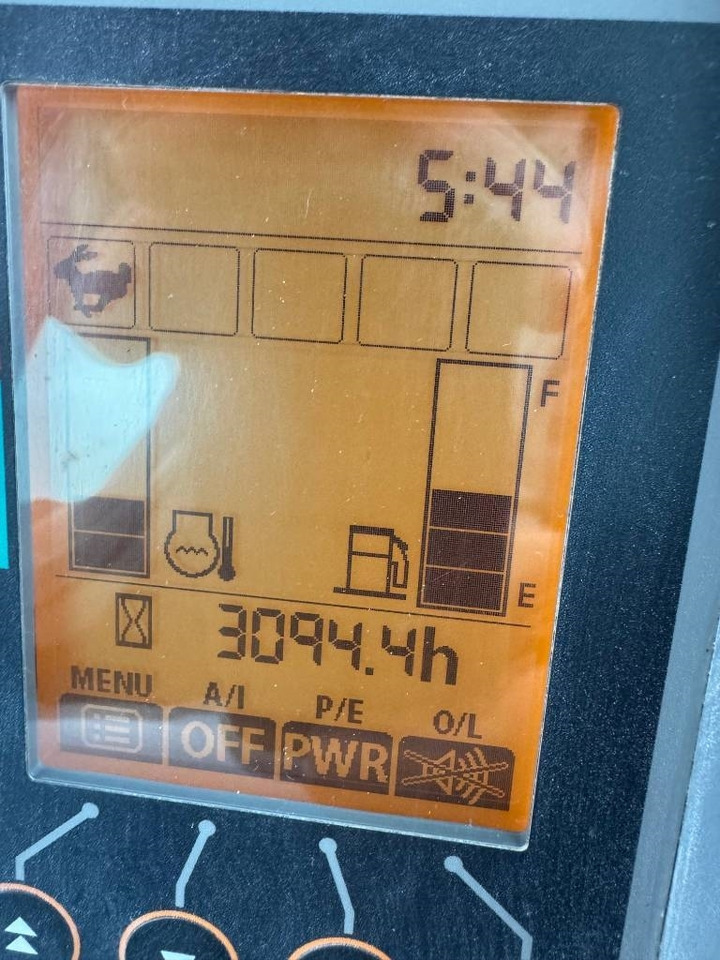 5:44
F
E
3094.4h
MENU A/I P/E O/L
OFF PWR